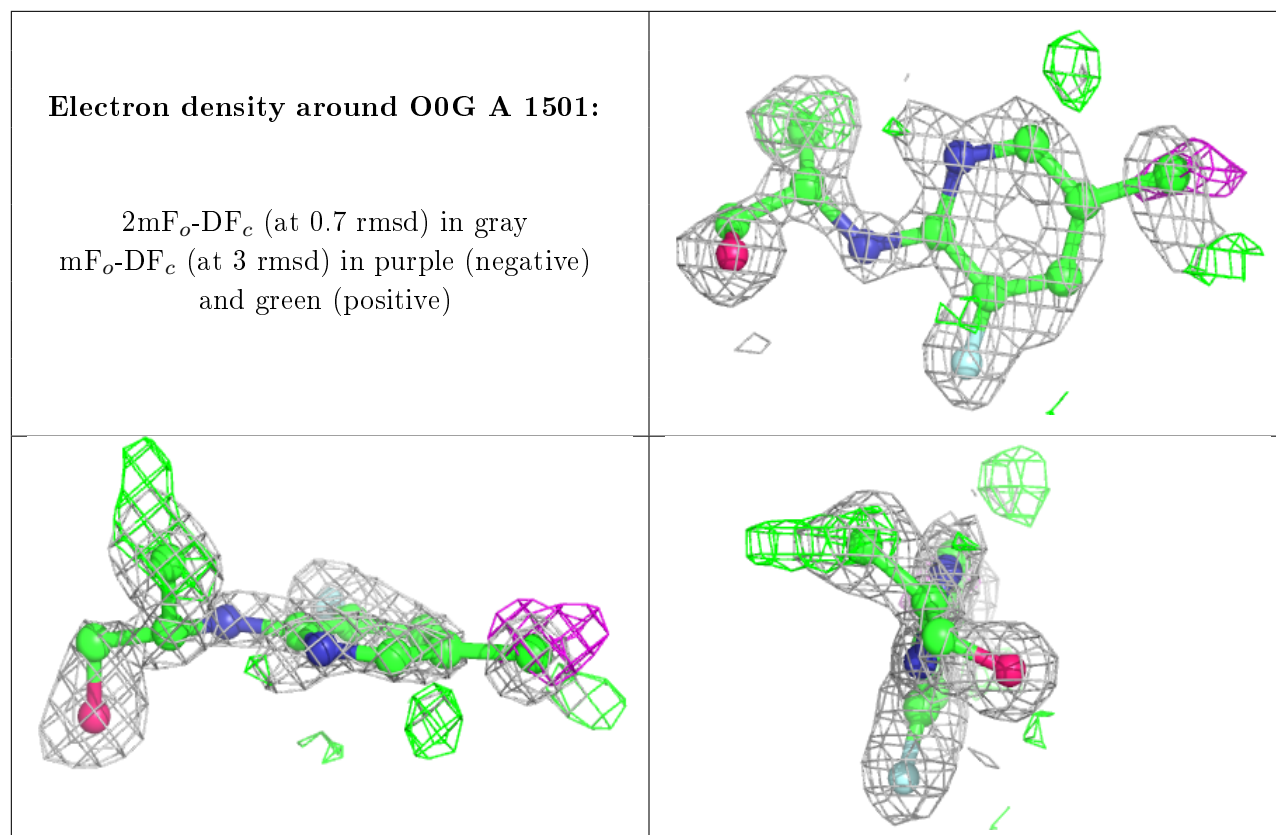 Electron density around O0G A 1501:
2mFo-DFc (at 0.7 rmsd) in gray
mFo-DFc (at 3 rmsd) in purple (negative)
and green (positive)